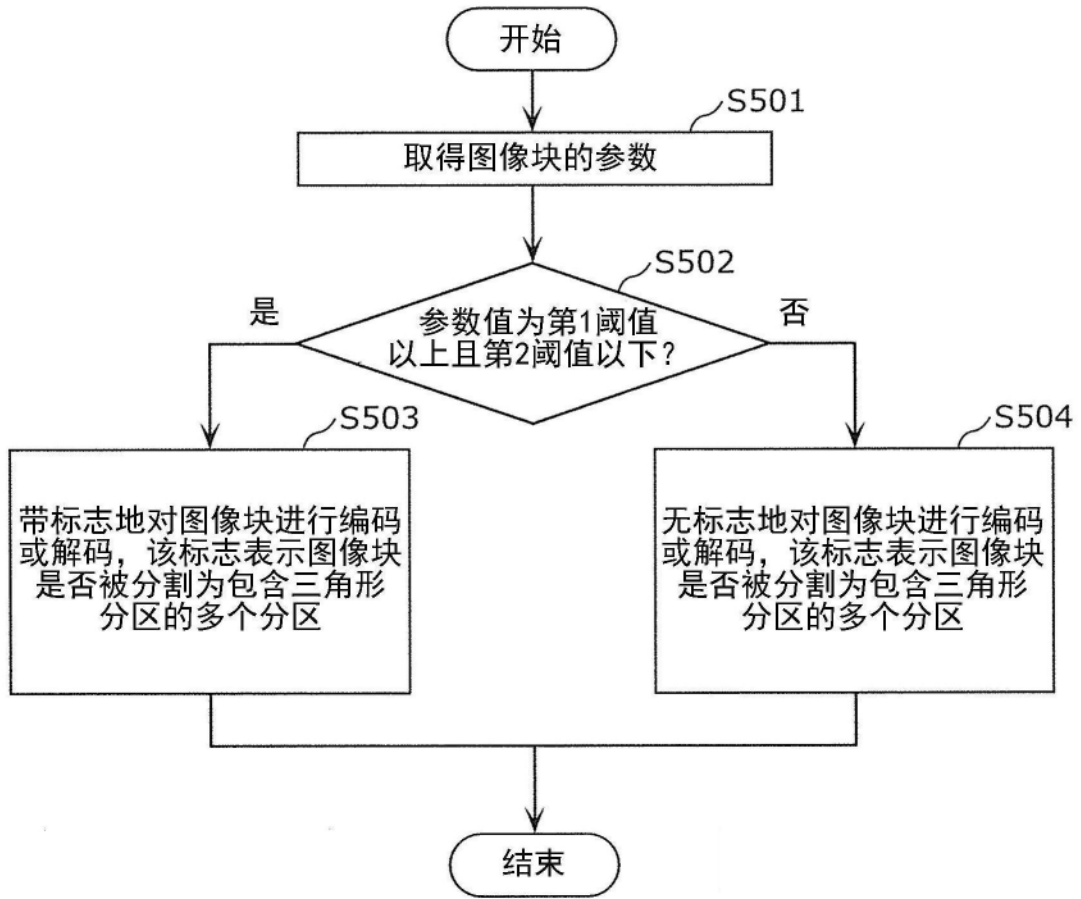 开始
S501
取得图像块的参数
S502
是
参数值为第1阈值
以上且第2阈值以下？
否
S503
带标志地对图像块进行编码
或解码，该标志表示图像块
是否被分割为包含三角形
分区的多个分区
S504
无标志地对图像块进行编码
或解码，该标志表示图像块
是否被分割为包含三角形
分区的多个分区
结束